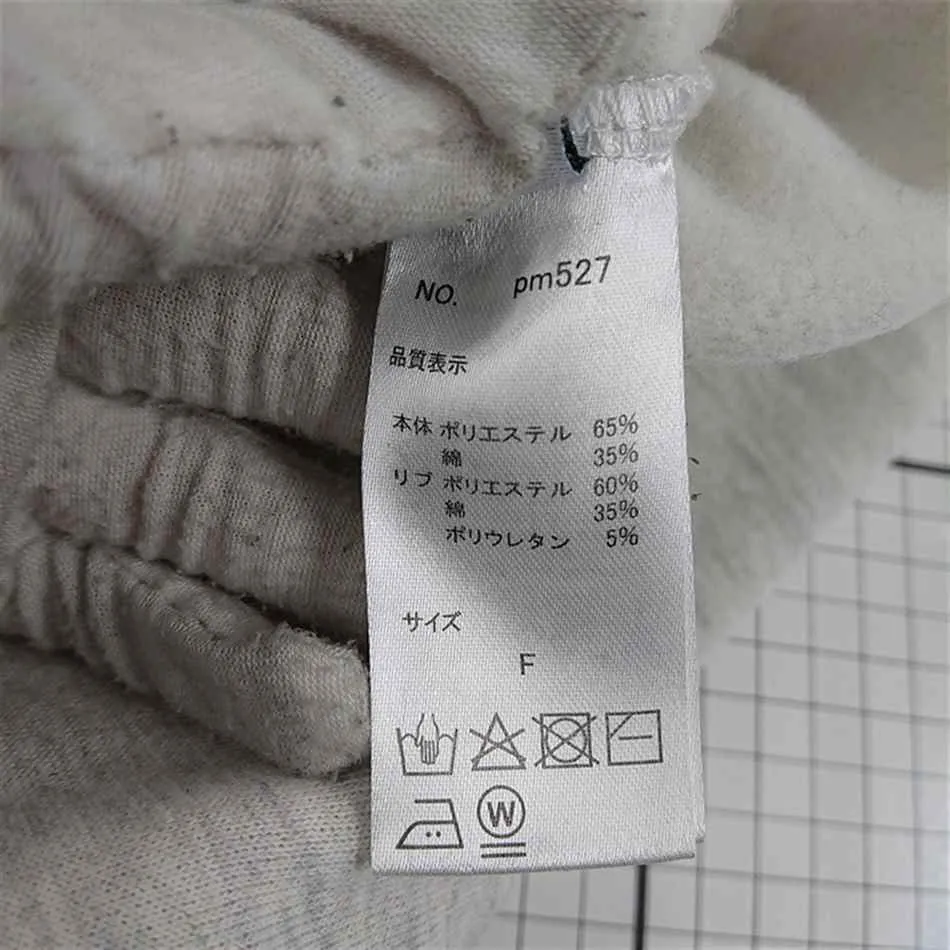 NO. pm527
品質表示
本体 ポリエステル 65%
綿 35%
リブ ポリエステル 60%
綿 35%
ポリウレタン 5%
サイズ
F
W